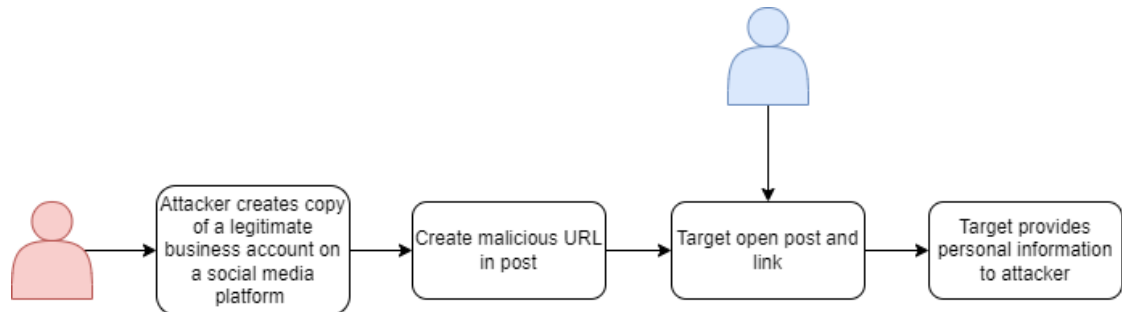 Attacker creates copy
of a legitimate
business account on
a social media
platform
Create malicious URL
in post
Target open post and
link
Target provides
personal information
to attacker